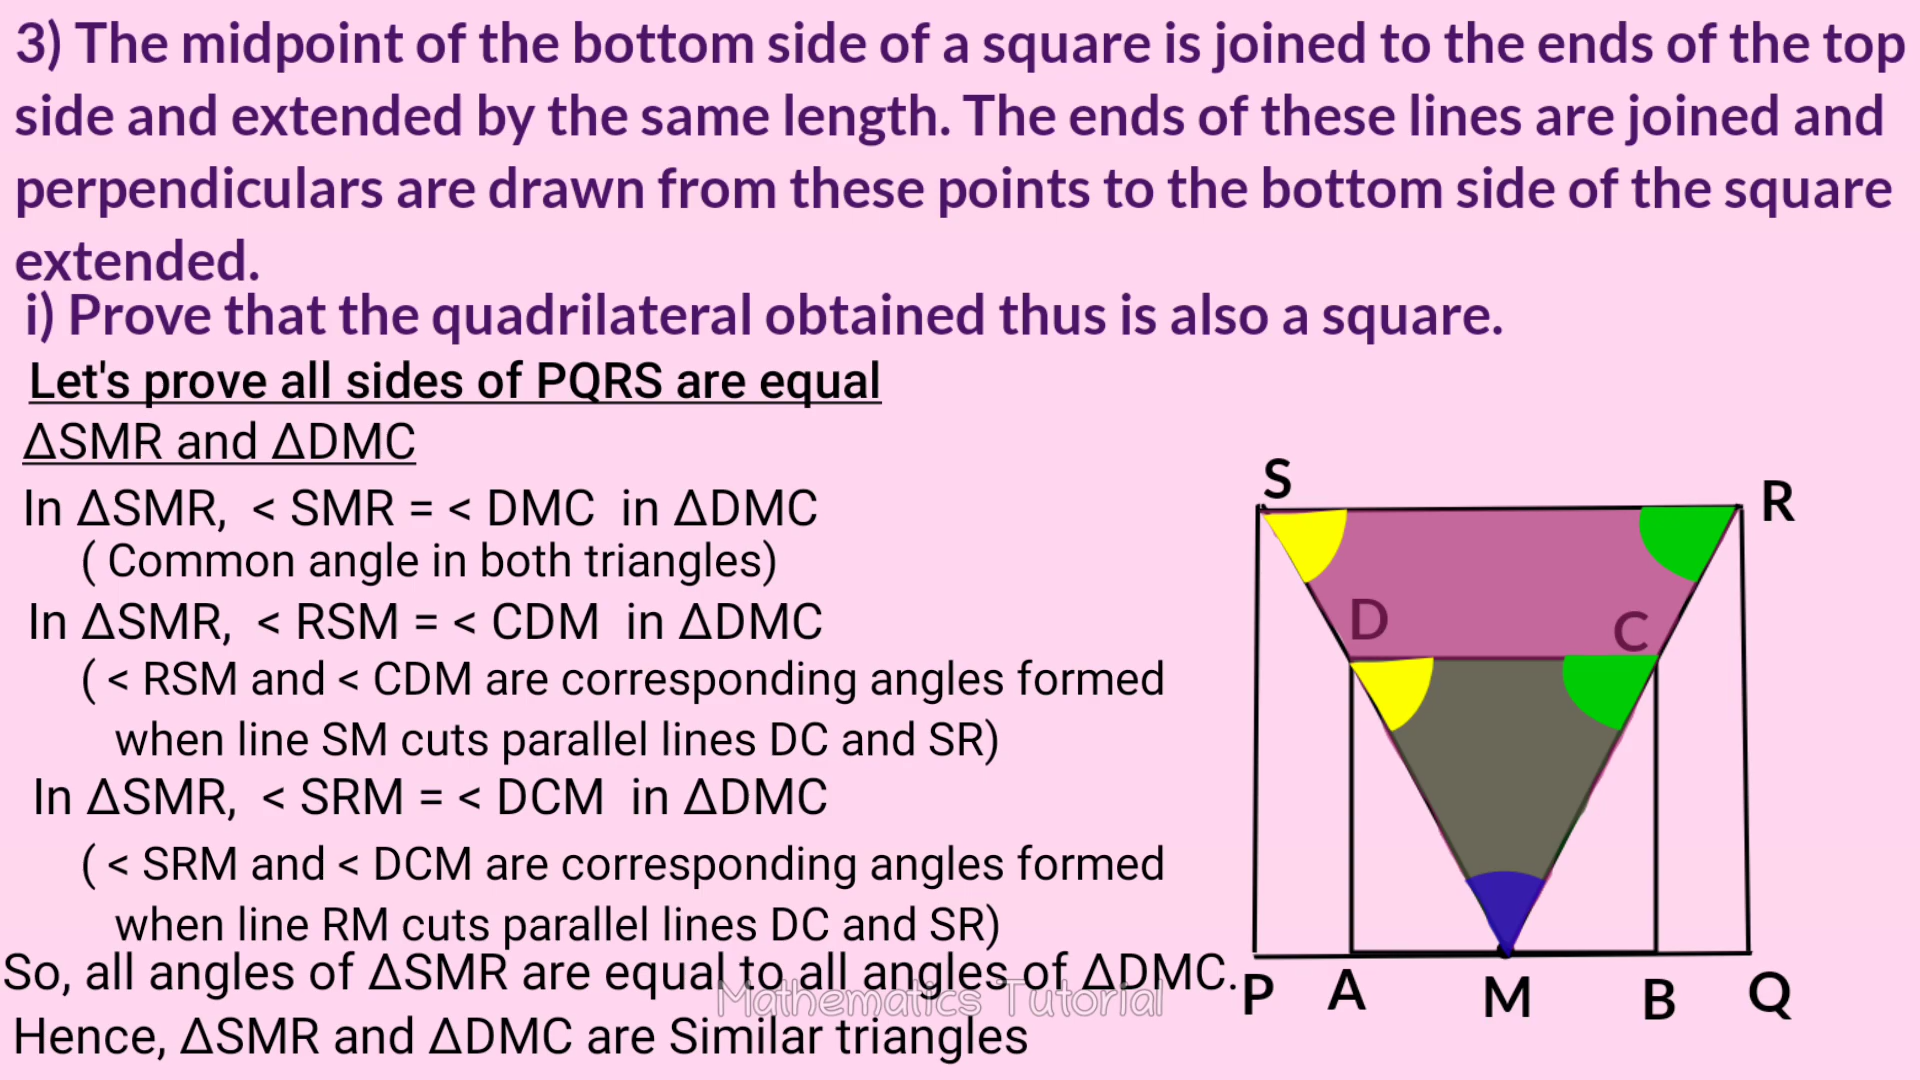 3) The midpoint of the bottom side of a square is joined to the ends of the top
side and extended by the same length. The ends of these lines are joined and
perpendiculars are drawn from these points to the bottom side of the square
extended.
i) Prove that the quadrilateral obtained thus is also a square.
Let's prove all sides of PQRS are equal
ΔSMR and ΔDMC
In ΔSMR, < SMR = < DMC in ΔDMC
( Common angle in both triangles)
In ΔSMR, < RSM = < CDM in ΔDMC
( < RSM and < CDM are corresponding angles formed
when line SM cuts parallel lines DC and SR)
In ΔSMR, < SRM = < DCM in ΔDMC
( < SRM and < DCM are corresponding angles formed
when line RM cuts parallel lines DC and SR)
So, all angles of ΔSMR are equal to all angles of ΔDMC.
Hence, ΔSMR and ΔDMC are Similar triangles
Mathematics Tutorial
S R
D C
P A M B Q